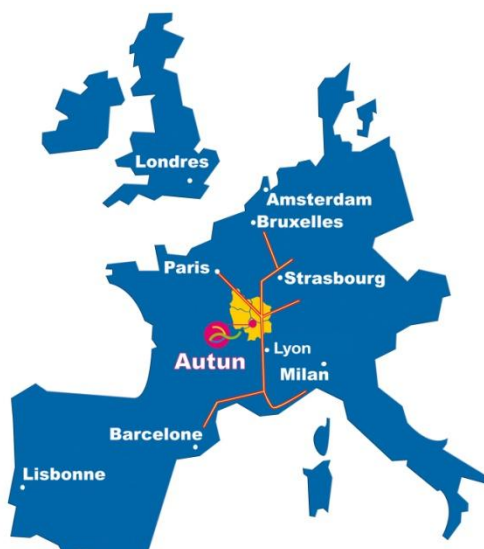 Londres
Amsterdam
Bruxelles
Paris
Strasbourg
Autun
Lyon
Milan
Barcelone
Lisbonne